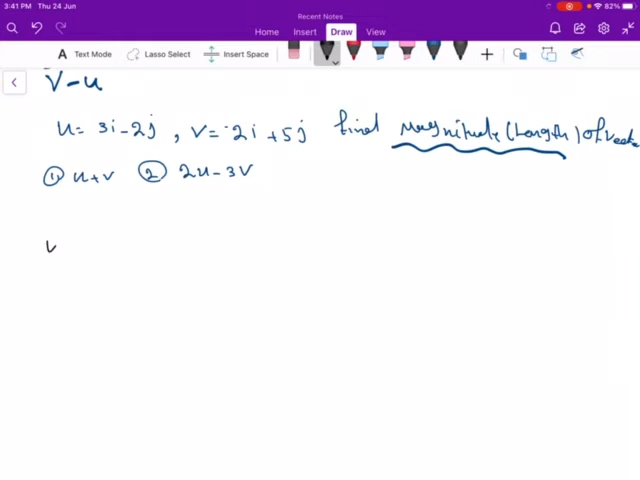 3:41 PM Thu 24 Jun
Recent Notes
82%
Home Insert Draw View
A Text Mode Lasso Select Insert Space
V-u
u= 3i-2j , v= -2i+5j find Magnitude (Length) of
① u+v ② 2u-3v